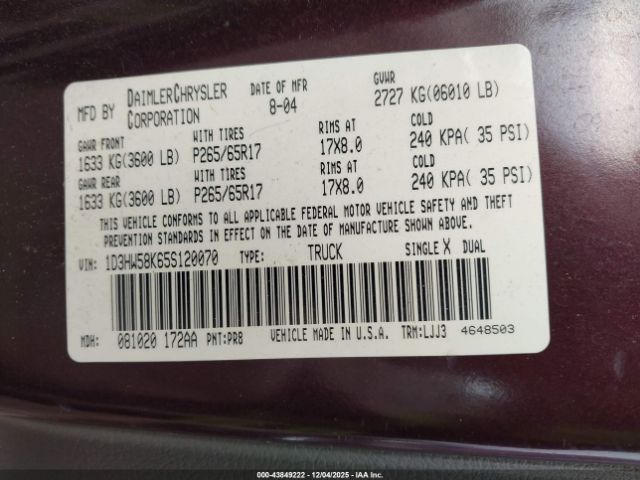 MFD BY DAIMLERCHRYSLER CORPORATION DATE OF MFR 8-04 GVWR 2727 KG(06010 LB)
GAWR FRONT WITH TIRES RIMS AT COLD
1633 KG(3600 LB) P265/65R17 17X8.0 240 KPA( 35 PSI)
GAWR REAR WITH TIRES RIMS AT COLD
1633 KG(3600 LB) P265/65R17 17X8.0 240 KPA( 35 PSI)
THIS VEHICLE CONFORMS TO ALL APPLICABLE FEDERAL MOTOR VEHICLE SAFETY AND THEFT
PREVENTION STANDARDS IN EFFECT ON THE DATE OF MANUFACTURE SHOWN ABOVE.
VIN: 1D3HW58K65S120070 TYPE: TRUCK SINGLE X DUAL
MDH: 081020 172AA PNT:PR8 VEHICLE MADE IN U.S.A. TRM:LJJ3 4648503
000-43849222 - 12/04/2025 - IAA Inc.